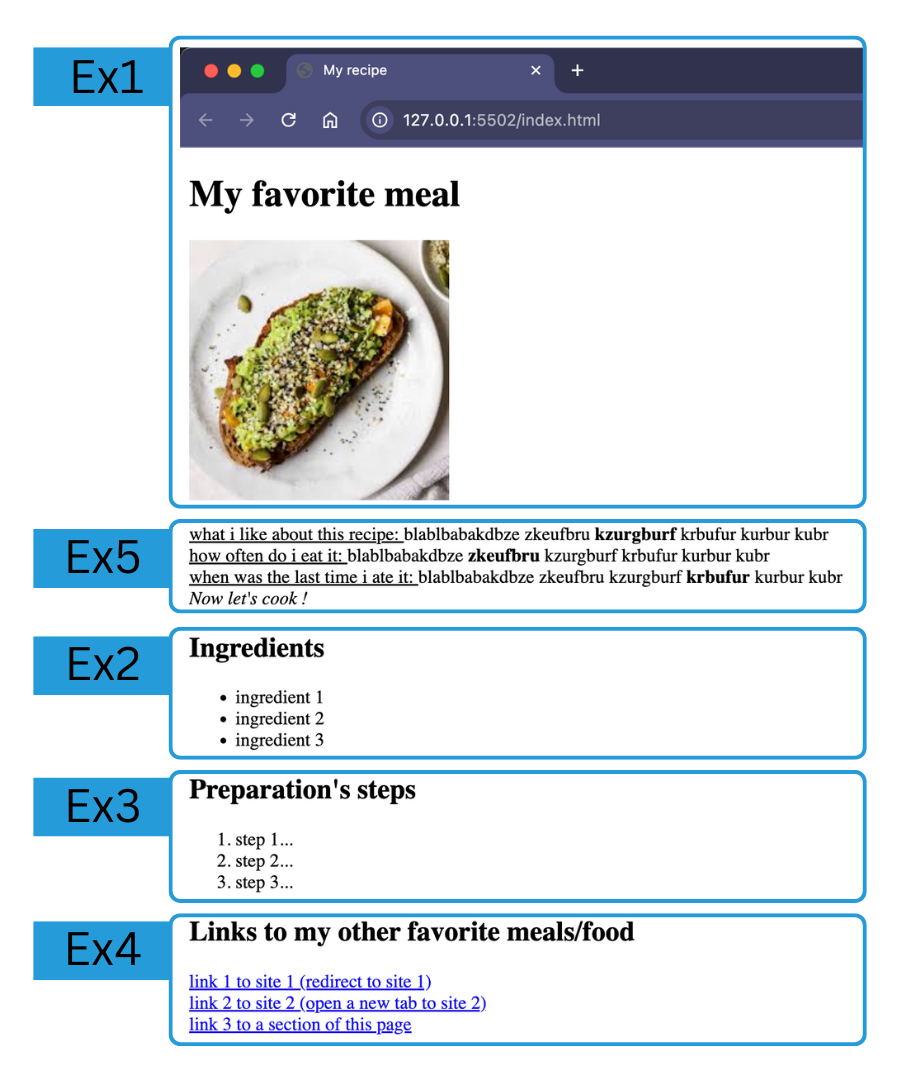 Ex1
My recipe
127.0.0.1:5502/index.html
My favorite meal
Ex5
what i like about this recipe: blablbabakdbze zkeufbru kzurgburf krbufur kurbur kubr
how often do i eat it: blablbabakdbze zkeufbru kzurgburf krbufur kurbur kubr
when was the last time i ate it: blablbabakdbze zkeufbru kzurgburf krbufur kurbur kubr
Now let's cook !
Ex2
Ingredients
• ingredient 1
• ingredient 2
• ingredient 3
Ex3
Preparation's steps
1. step 1...
2. step 2...
3. step 3...
Ex4
Links to my other favorite meals/food
link 1 to site 1 (redirect to site 1)
link 2 to site 2 (open a new tab to site 2)
link 3 to a section of this page